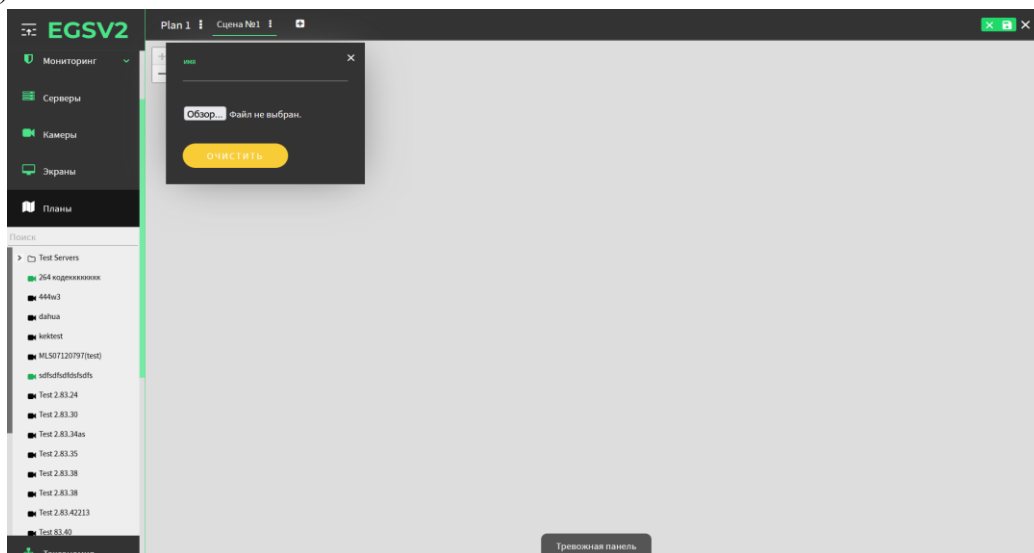 EGSV2
Plan 1
Сцена №1
Мониторинг
Серверы
Камеры
Экраны
Планы
Поиск
Test Servers
264 кодекккккккк
444w3
dahua
kektest
MLS07120797(test)
sdfsdfsdfdsfsdfs
Test 2.83.24
Test 2.83.30
Test 2.83.34as
Test 2.83.35
Test 2.83.38
Test 2.83.38
Test 2.83.42213
Test 83.40
имя
Обзор... Файл не выбран.
ОЧИСТИТЬ
Тревожная панель